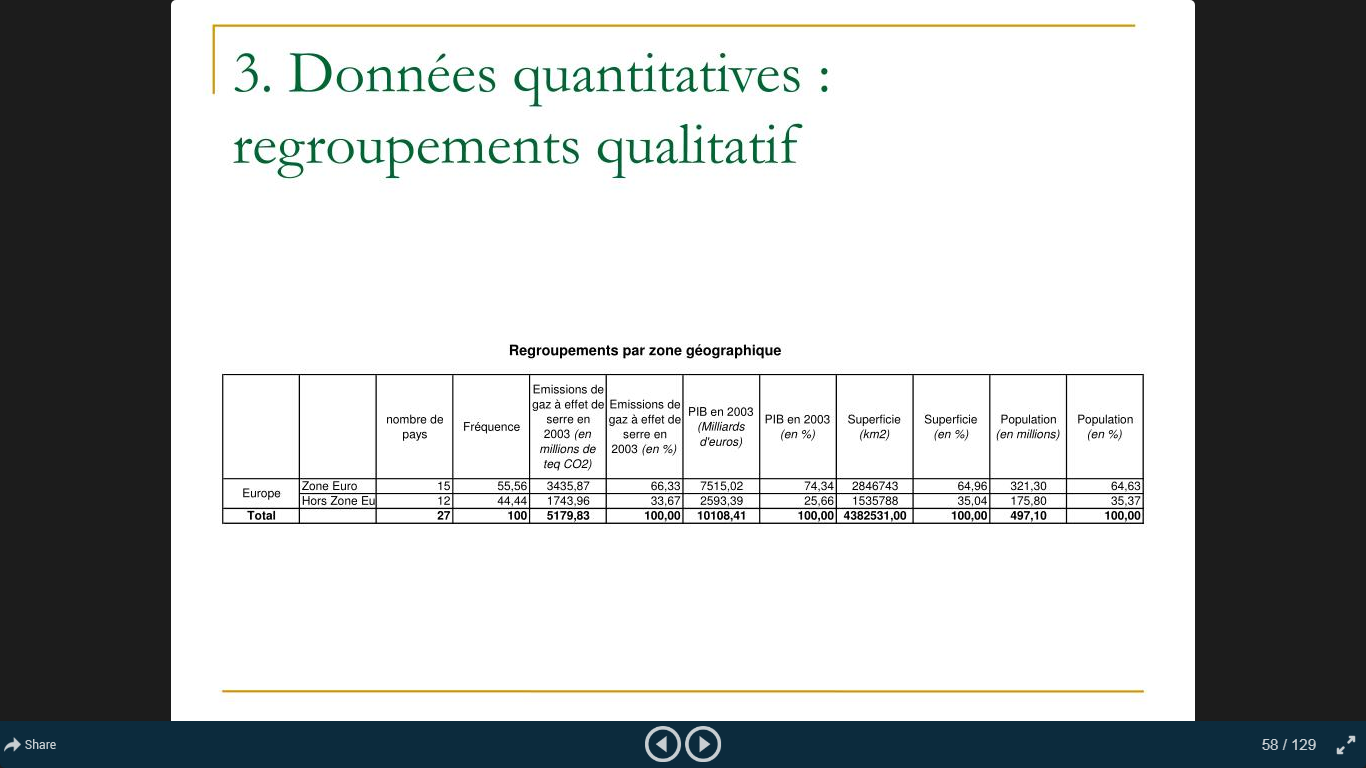 3. Données quantitatives :
regroupements qualitatif
Regroupements par zone géographique
nombre de
pays
Fréquence
Emissions de
gaz à effet de
serre en
2003 (en
millions de
teq CO2)
Emissions de
gaz à effet de
serre en
2003 (en %)
PIB en 2003
(Milliards
d'euros)
PIB en 2003
(en %)
Superficie
(km2)
Superficie
(en %)
Population
(en millions)
Population
(en %)
Europe
Zone Euro 15 55,56 3435,87 66,33 7515,02 74,34 2846743 64,96 321,30 64,63
Hors Zone Eu 12 44,44 1743,96 33,67 2593,39 25,66 1535788 35,04 175,80 35,37
Total 27 100 5179,83 100,00 10108,41 100,00 4382531,00 100,00 497,10 100,00
Share
58 / 129